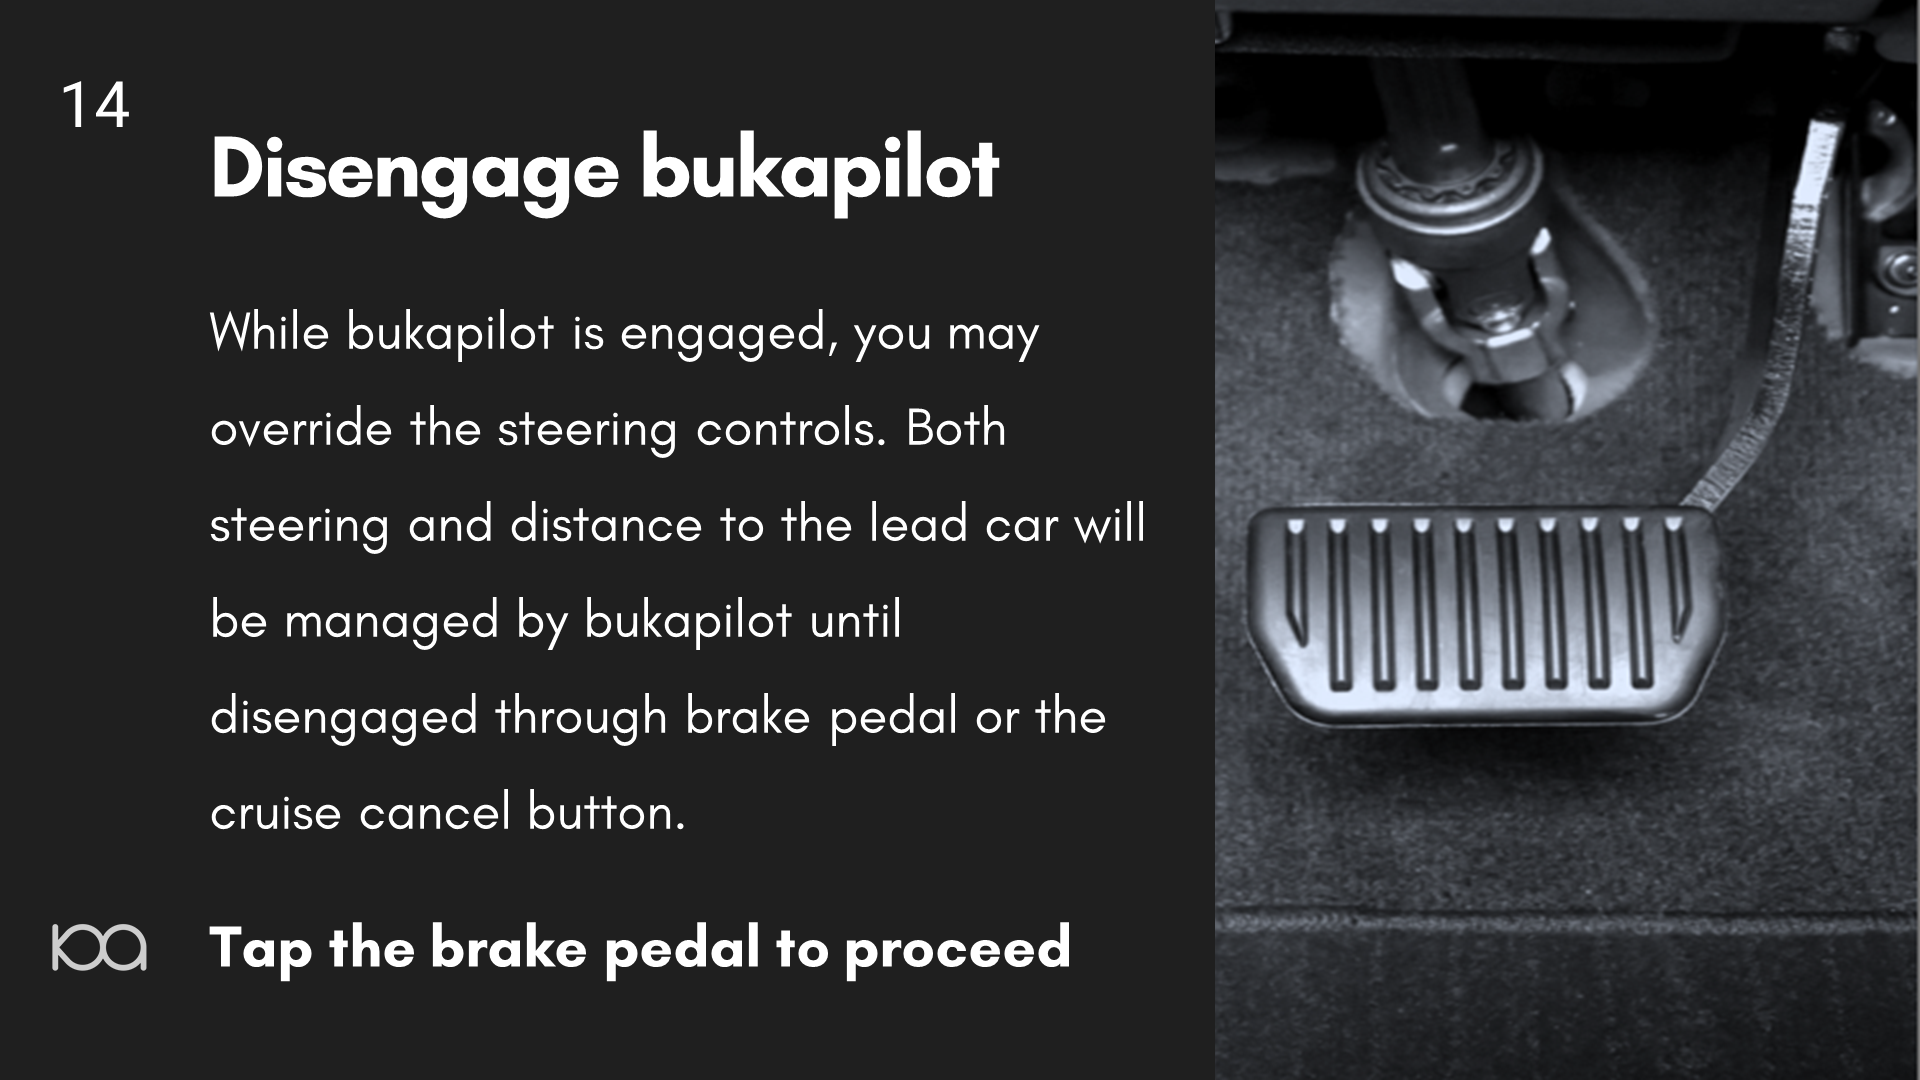 14
Disengage bukapilot
While bukapilot is engaged, you may
override the steering controls. Both
steering and distance to the lead car will
be managed by bukapilot until
disengaged through brake pedal or the
cruise cancel button.
Tap the brake pedal to proceed